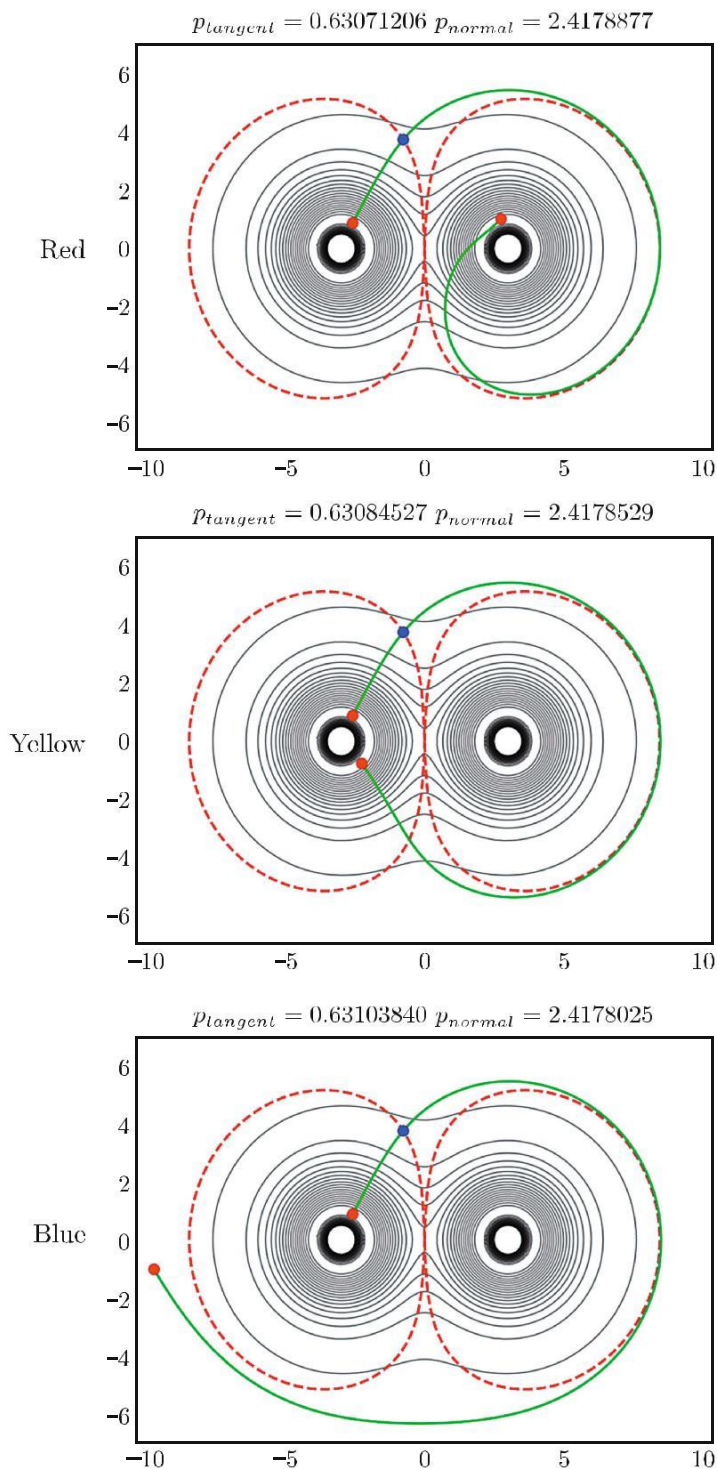 p_tangent = 0.63071206 p_normal = 2.4178877
6
4
2
Red 0
−2
−4
−6
−10 −5 0 5 10
p_tangent = 0.63084527 p_normal = 2.4178529
6
4
2
Yellow 0
−2
−4
−6
−10 −5 0 5 10
p_tangent = 0.63103840 p_normal = 2.4178025
6
4
2
Blue 0
−2
−4
−6
−10 −5 0 5 10